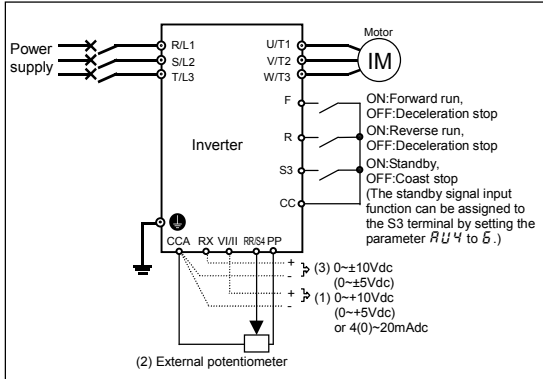 Power supply
R/L1
S/L2
T/L3
U/T1
V/T2
W/T3
Motor
IM
Inverter
F
R
S3
CC
ON:Forward run,
OFF:Deceleration stop
ON:Reverse run,
OFF:Deceleration stop
ON:Standby,
OFF:Coast stop
(The standby signal input
function can be assigned to
the S3 terminal by setting the
parameter AU4 to 6.)
CCA RX VI/II RR/S4 PP
+
-
(3) 0~±10Vdc
(0~±5Vdc)
+
-
(1) 0~+10Vdc
(0~+5Vdc)
or 4(0)~20mAdc
(2) External potentiometer